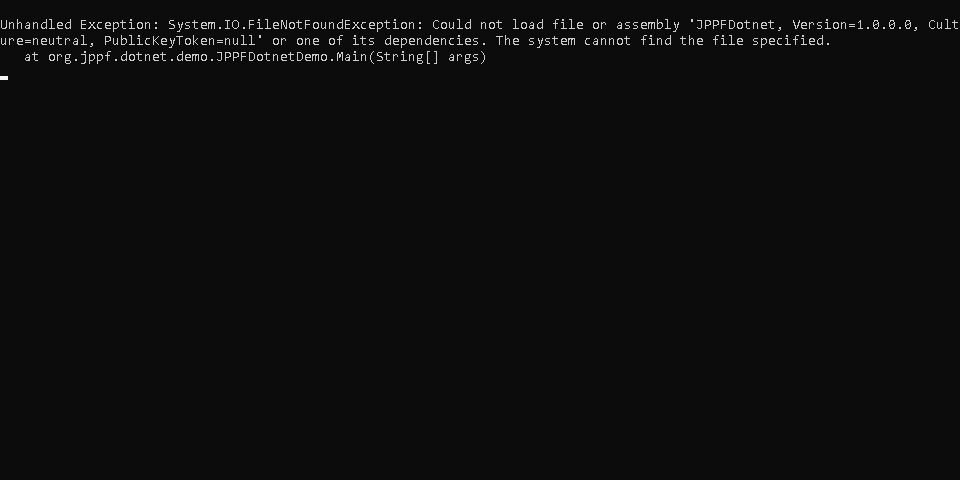 Unhandled Exception: System.IO.FileNotFoundException: Could not load file or assembly 'JPPFDotnet, Version=1.0.0.0, Cult
ure=neutral, PublicKeyToken=null' or one of its dependencies. The system cannot find the file specified.
   at org.jppf.dotnet.demo.JPPFDotnetDemo.Main(String[] args)